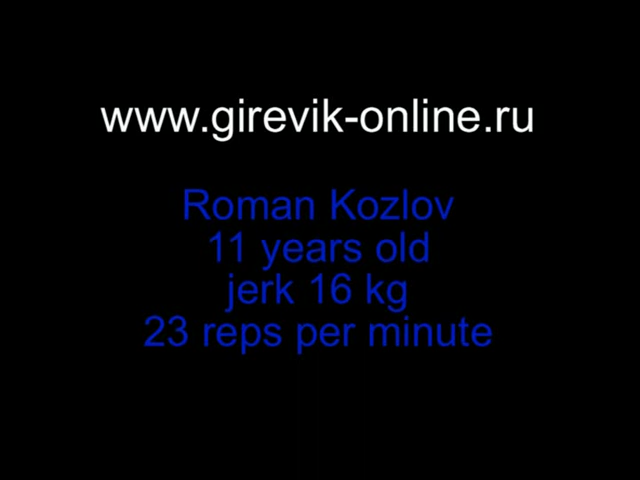 www.girevik-online.ru
Roman Kozlov
11 years old
jerk 16 kg
23 reps per minute